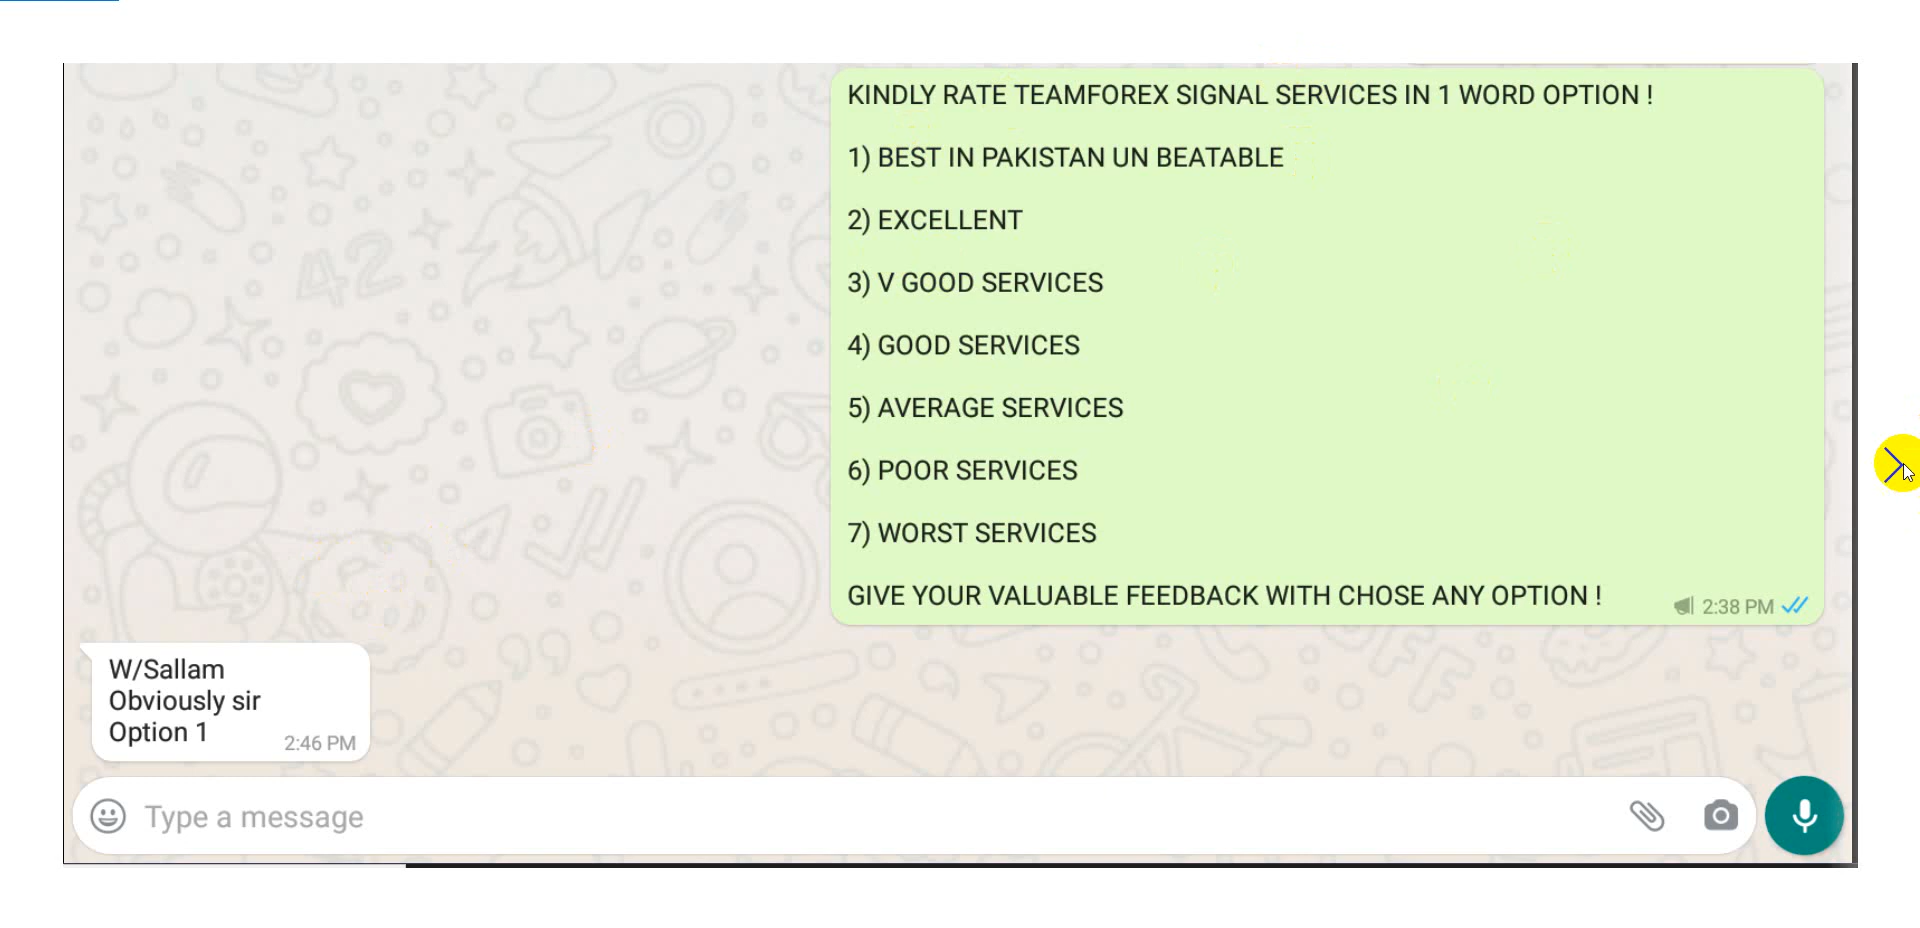 KINDLY RATE TEAMFOREX SIGNAL SERVICES IN 1 WORD OPTION !
1) BEST IN PAKISTAN UN BEATABLE
2) EXCELLENT
3) V GOOD SERVICES
4) GOOD SERVICES
5) AVERAGE SERVICES
6) POOR SERVICES
7) WORST SERVICES
GIVE YOUR VALUABLE FEEDBACK WITH CHOSE ANY OPTION !
2:38 PM
W/Sallam
Obviously sir
Option 1
2:46 PM
Type a message